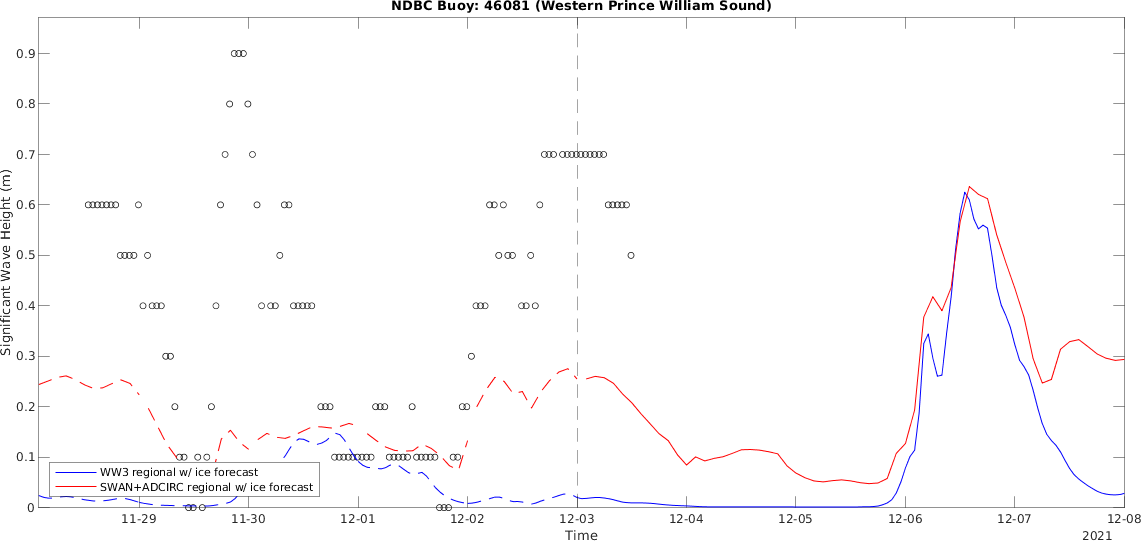 NDBC Buoy: 46081 (Western Prince William Sound)
Significant Wave Height (m)
0.9
0.8
0.7
0.6
0.5
0.4
0.3
0.2
0.1
0
WW3 regional w/ ice forecast
SWAN+ADCIRC regional w/ ice forecast
11-29 11-30 12-01 12-02 12-03 12-04 12-05 12-06 12-07 12-08
Time
2021